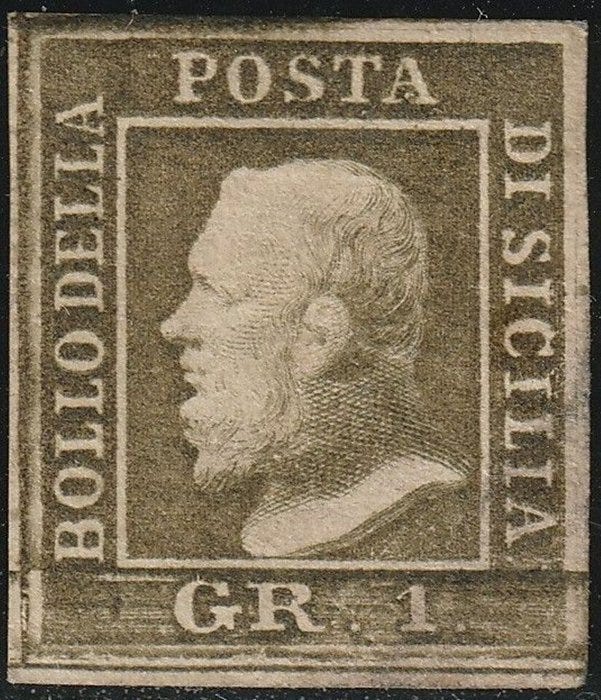 BOLLO DELLA
POSTA
DI SICILIA
GR. 1.